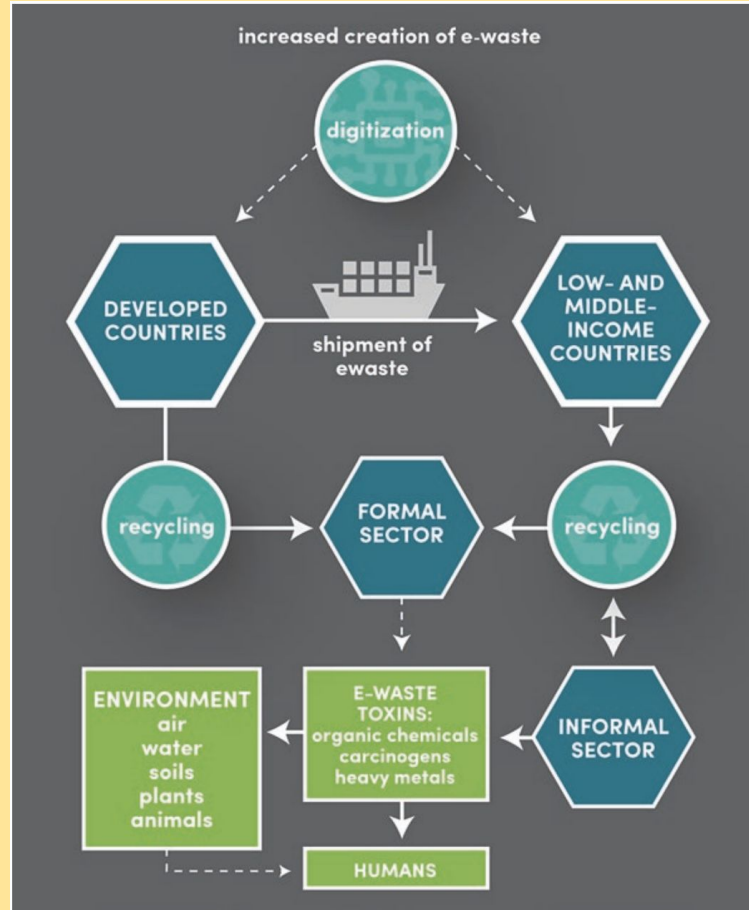 increased creation of e-waste
digitization
DEVELOPED
COUNTRIES
shipment of
ewaste
LOW- AND
MIDDLE-
INCOME
COUNTRIES
recycling
FORMAL
SECTOR
recycling
ENVIRONMENT
air
water
soils
plants
animals
E-WASTE
TOXINS:
organic chemicals
carcinogens
heavy metals
INFORMAL
SECTOR
HUMANS